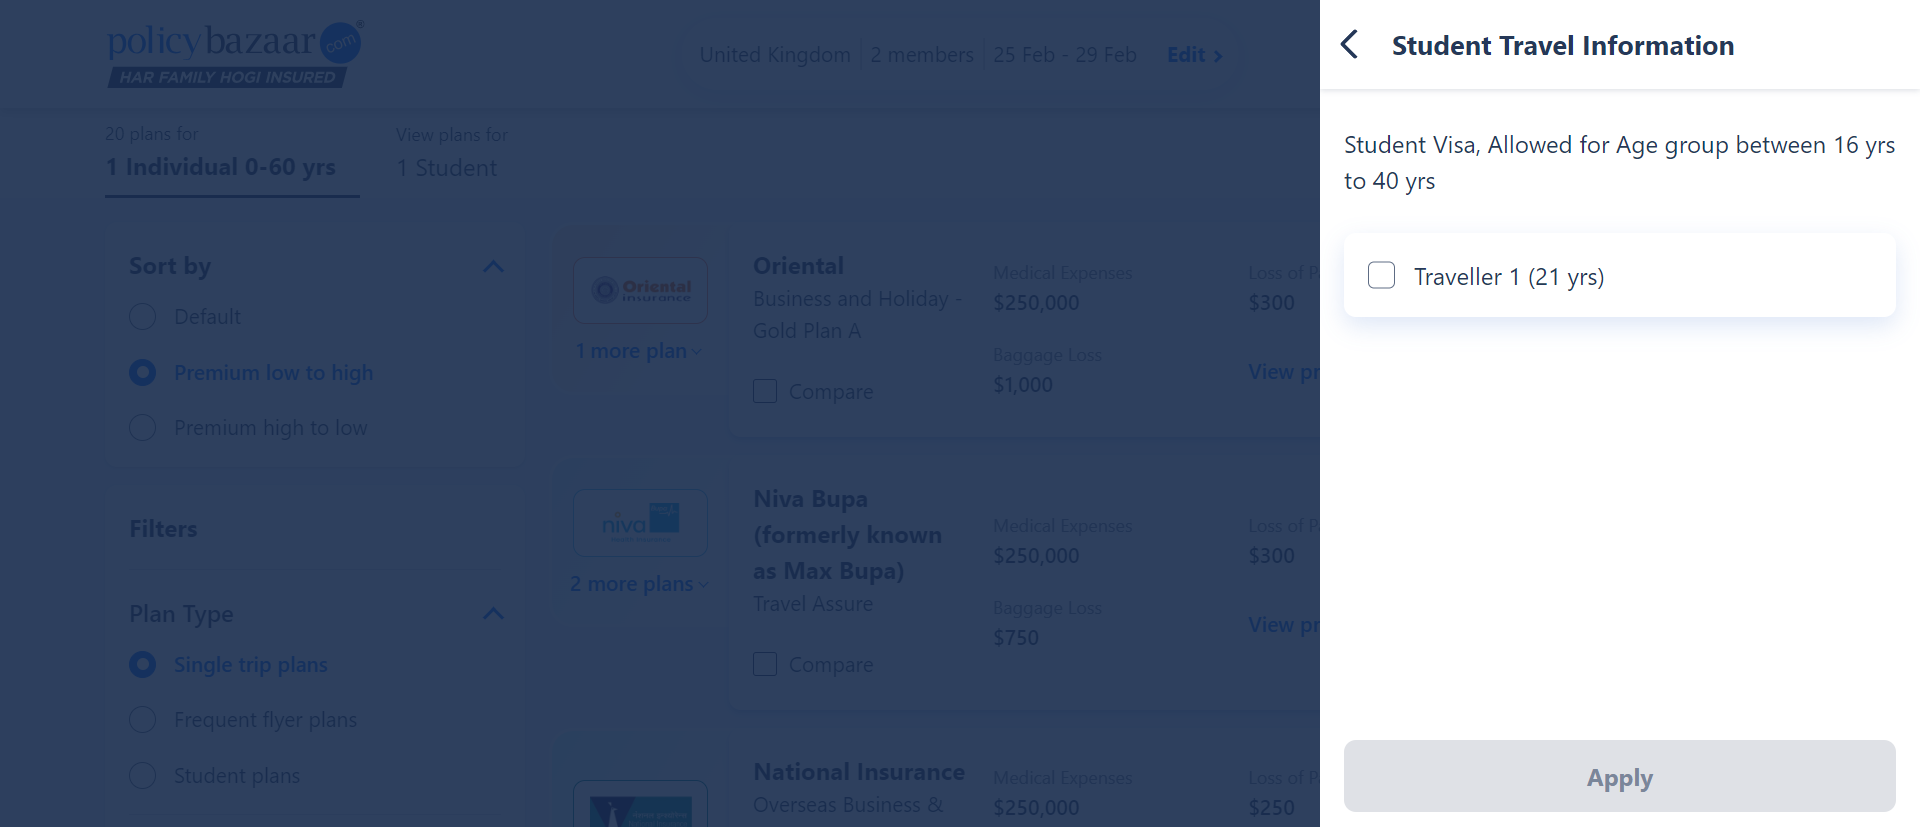 policybazaar.com
HAR FAMILY HOGI INSURED
United Kingdom 2 members 25 Feb - 29 Feb Edit
20 plans for
1 Individual 0-60 yrs
View plans for
1 Student
Sort by
Default
Premium low to high
Premium high to low
Filters
Plan Type
Single trip plans
Frequent flyer plans
Student plans
Oriental
insurance
1 more plan
Oriental
Business and Holiday -
Gold Plan A
Compare
Medical Expenses
$250,000
Baggage Loss
$1,000
Loss of P
$300
View pr
niva
2 more plans
Niva Bupa
(formerly known
as Max Bupa)
Travel Assure
Compare
Medical Expenses
$250,000
Baggage Loss
$750
Loss of P
$300
View pr
National Insurance
Overseas Business &
Medical Expenses
$250,000
Loss of P
$250
Student Travel Information
Student Visa, Allowed for Age group between 16 yrs
to 40 yrs
Traveller 1 (21 yrs)
Apply